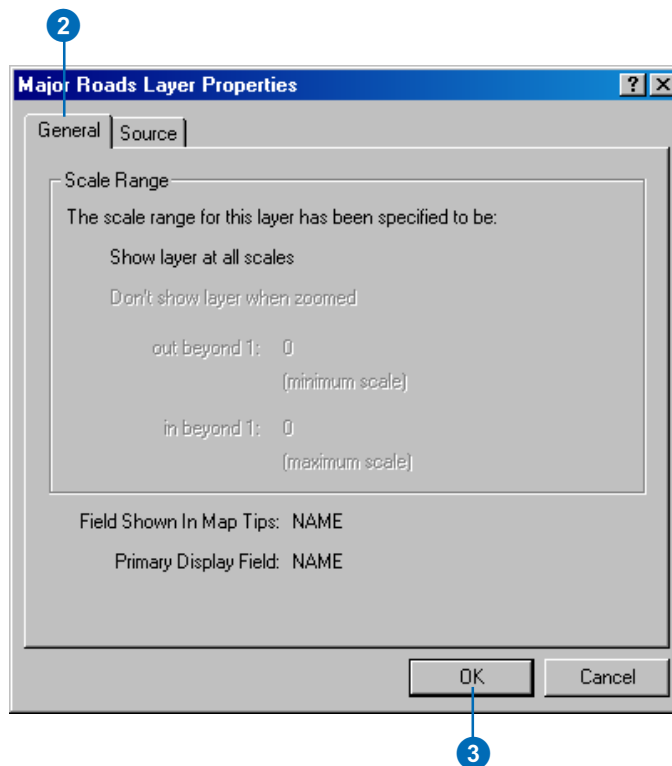 2
Major Roads Layer Properties
General Source
Scale Range
The scale range for this layer has been specified to be:
Show layer at all scales
Don't show layer when zoomed
out beyond 1: 0
(minimum scale)
in beyond 1: 0
(maximum scale)
Field Shown In Map Tips: NAME
Primary Display Field: NAME
OK Cancel
3